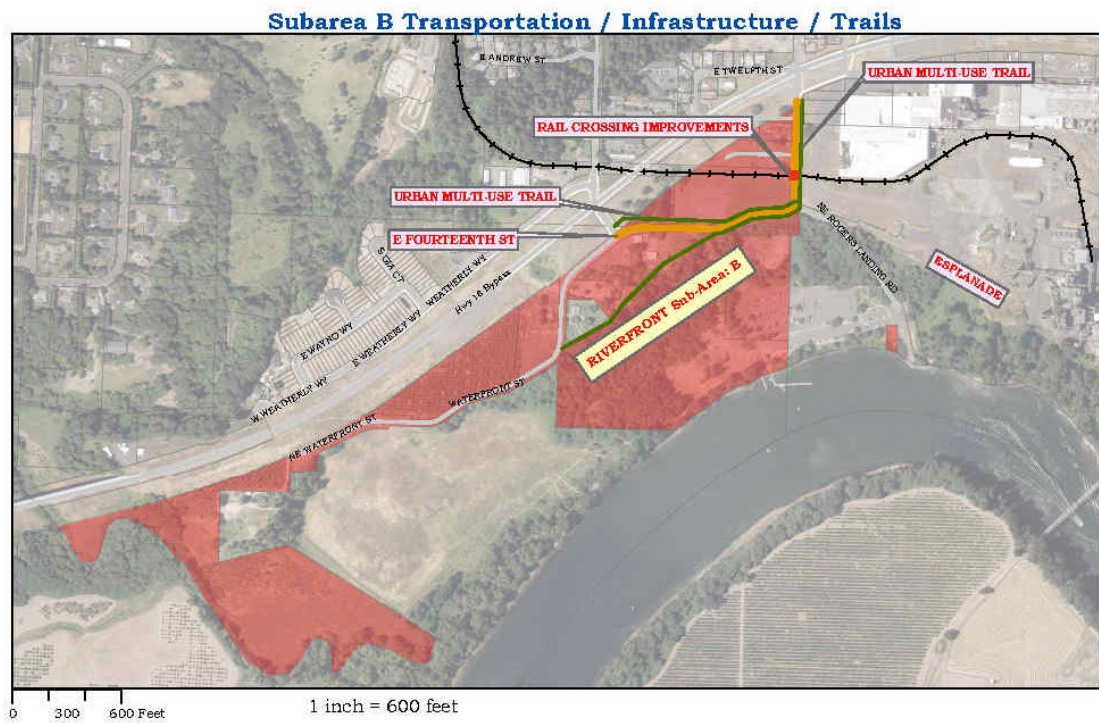 Subarea B Transportation / Infrastructure / Trails
E ANDREW ST
E TWELPTH ST
URBAN MULTI-USE TRAIL
RAIL CROSSING IMPROVEMENTS
URBAN MULTI-USE TRAIL
E FOURTEENTH ST
NE ROGERS LANDING RD
ESPLANADE
RIVERFRONT Sub-Area: B
WEATHERLY WY
Hwy 18 Bypass
E WAYNO WY
E WEATHERLY WY
W. WEATHERLY WY
WATERFRONT ST
NE WATERFRONT ST
0 300 600 Feet
1 inch = 600 feet